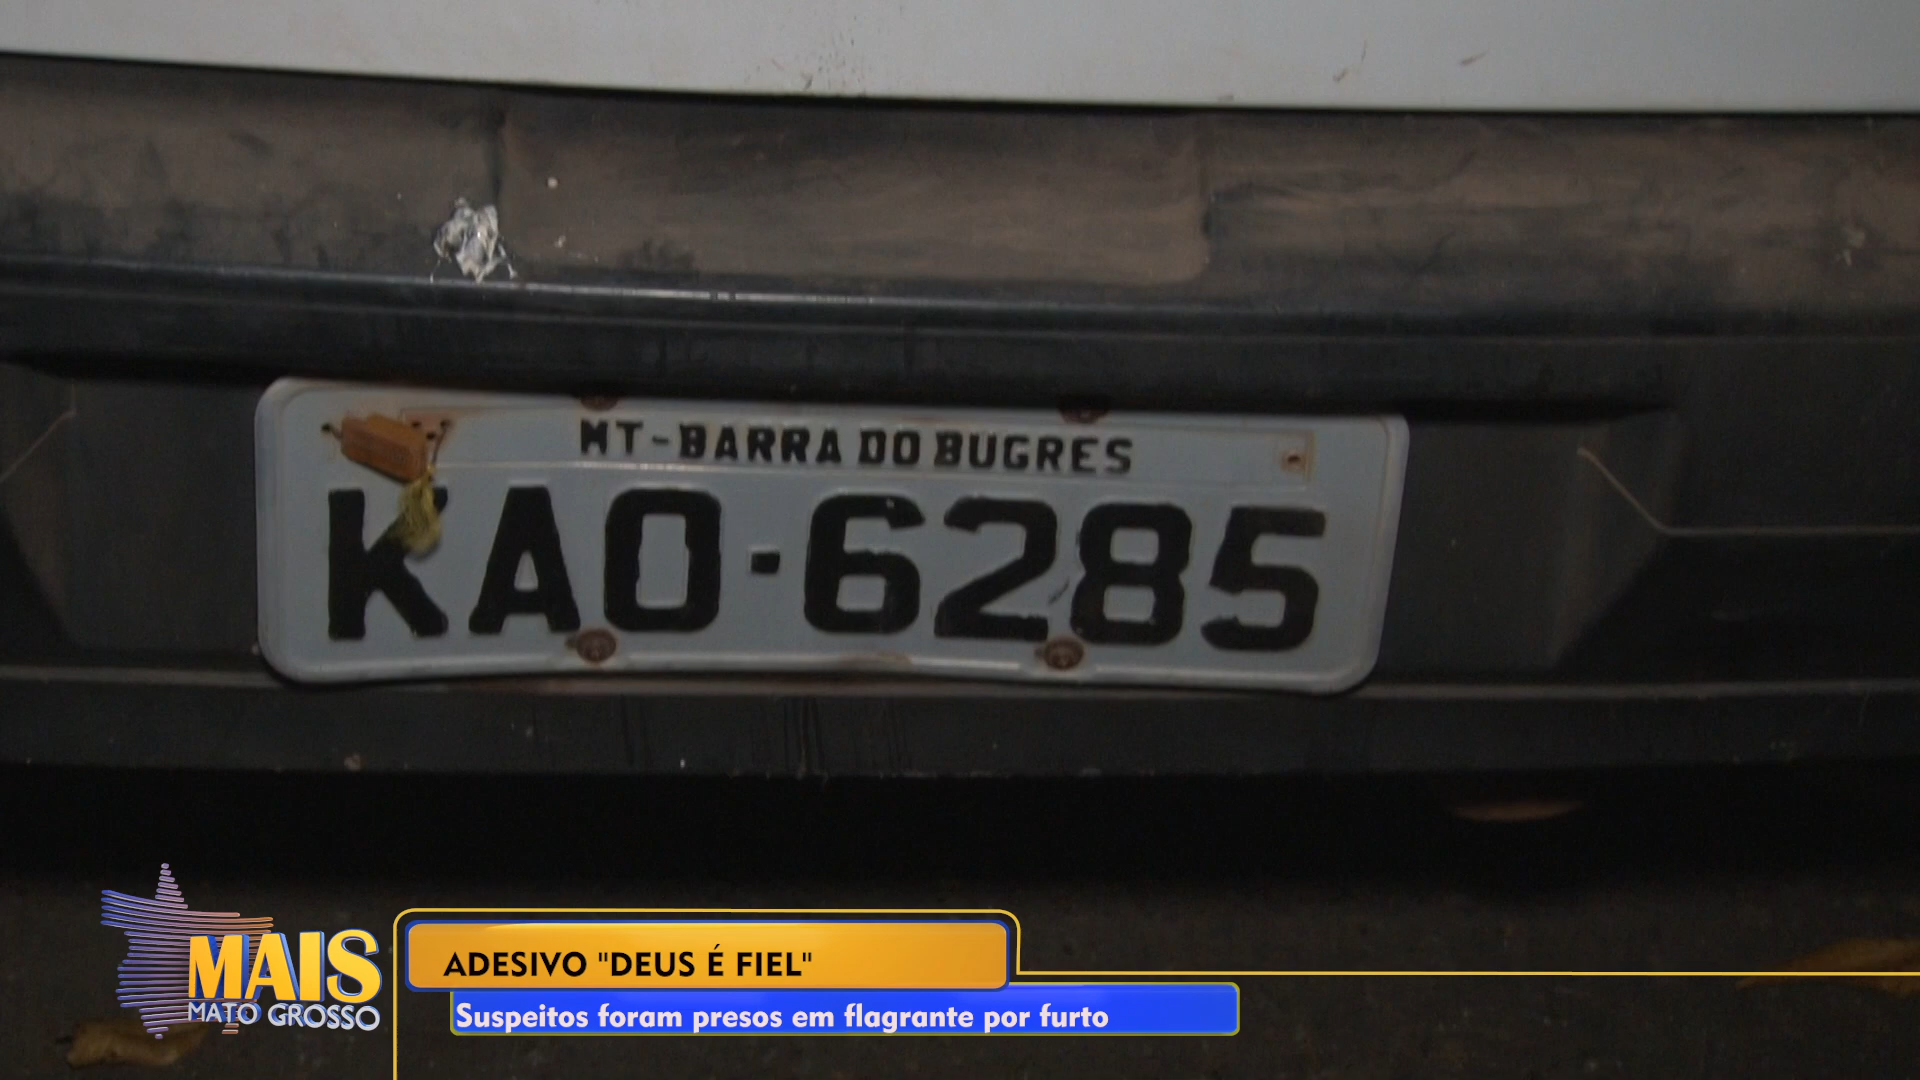 MT-BARRA DO BUGRES
KAO·6285
MAIS
MATO GROSSO
ADESIVO "DEUS É FIEL"
Suspeitos foram presos em flagrante por furto